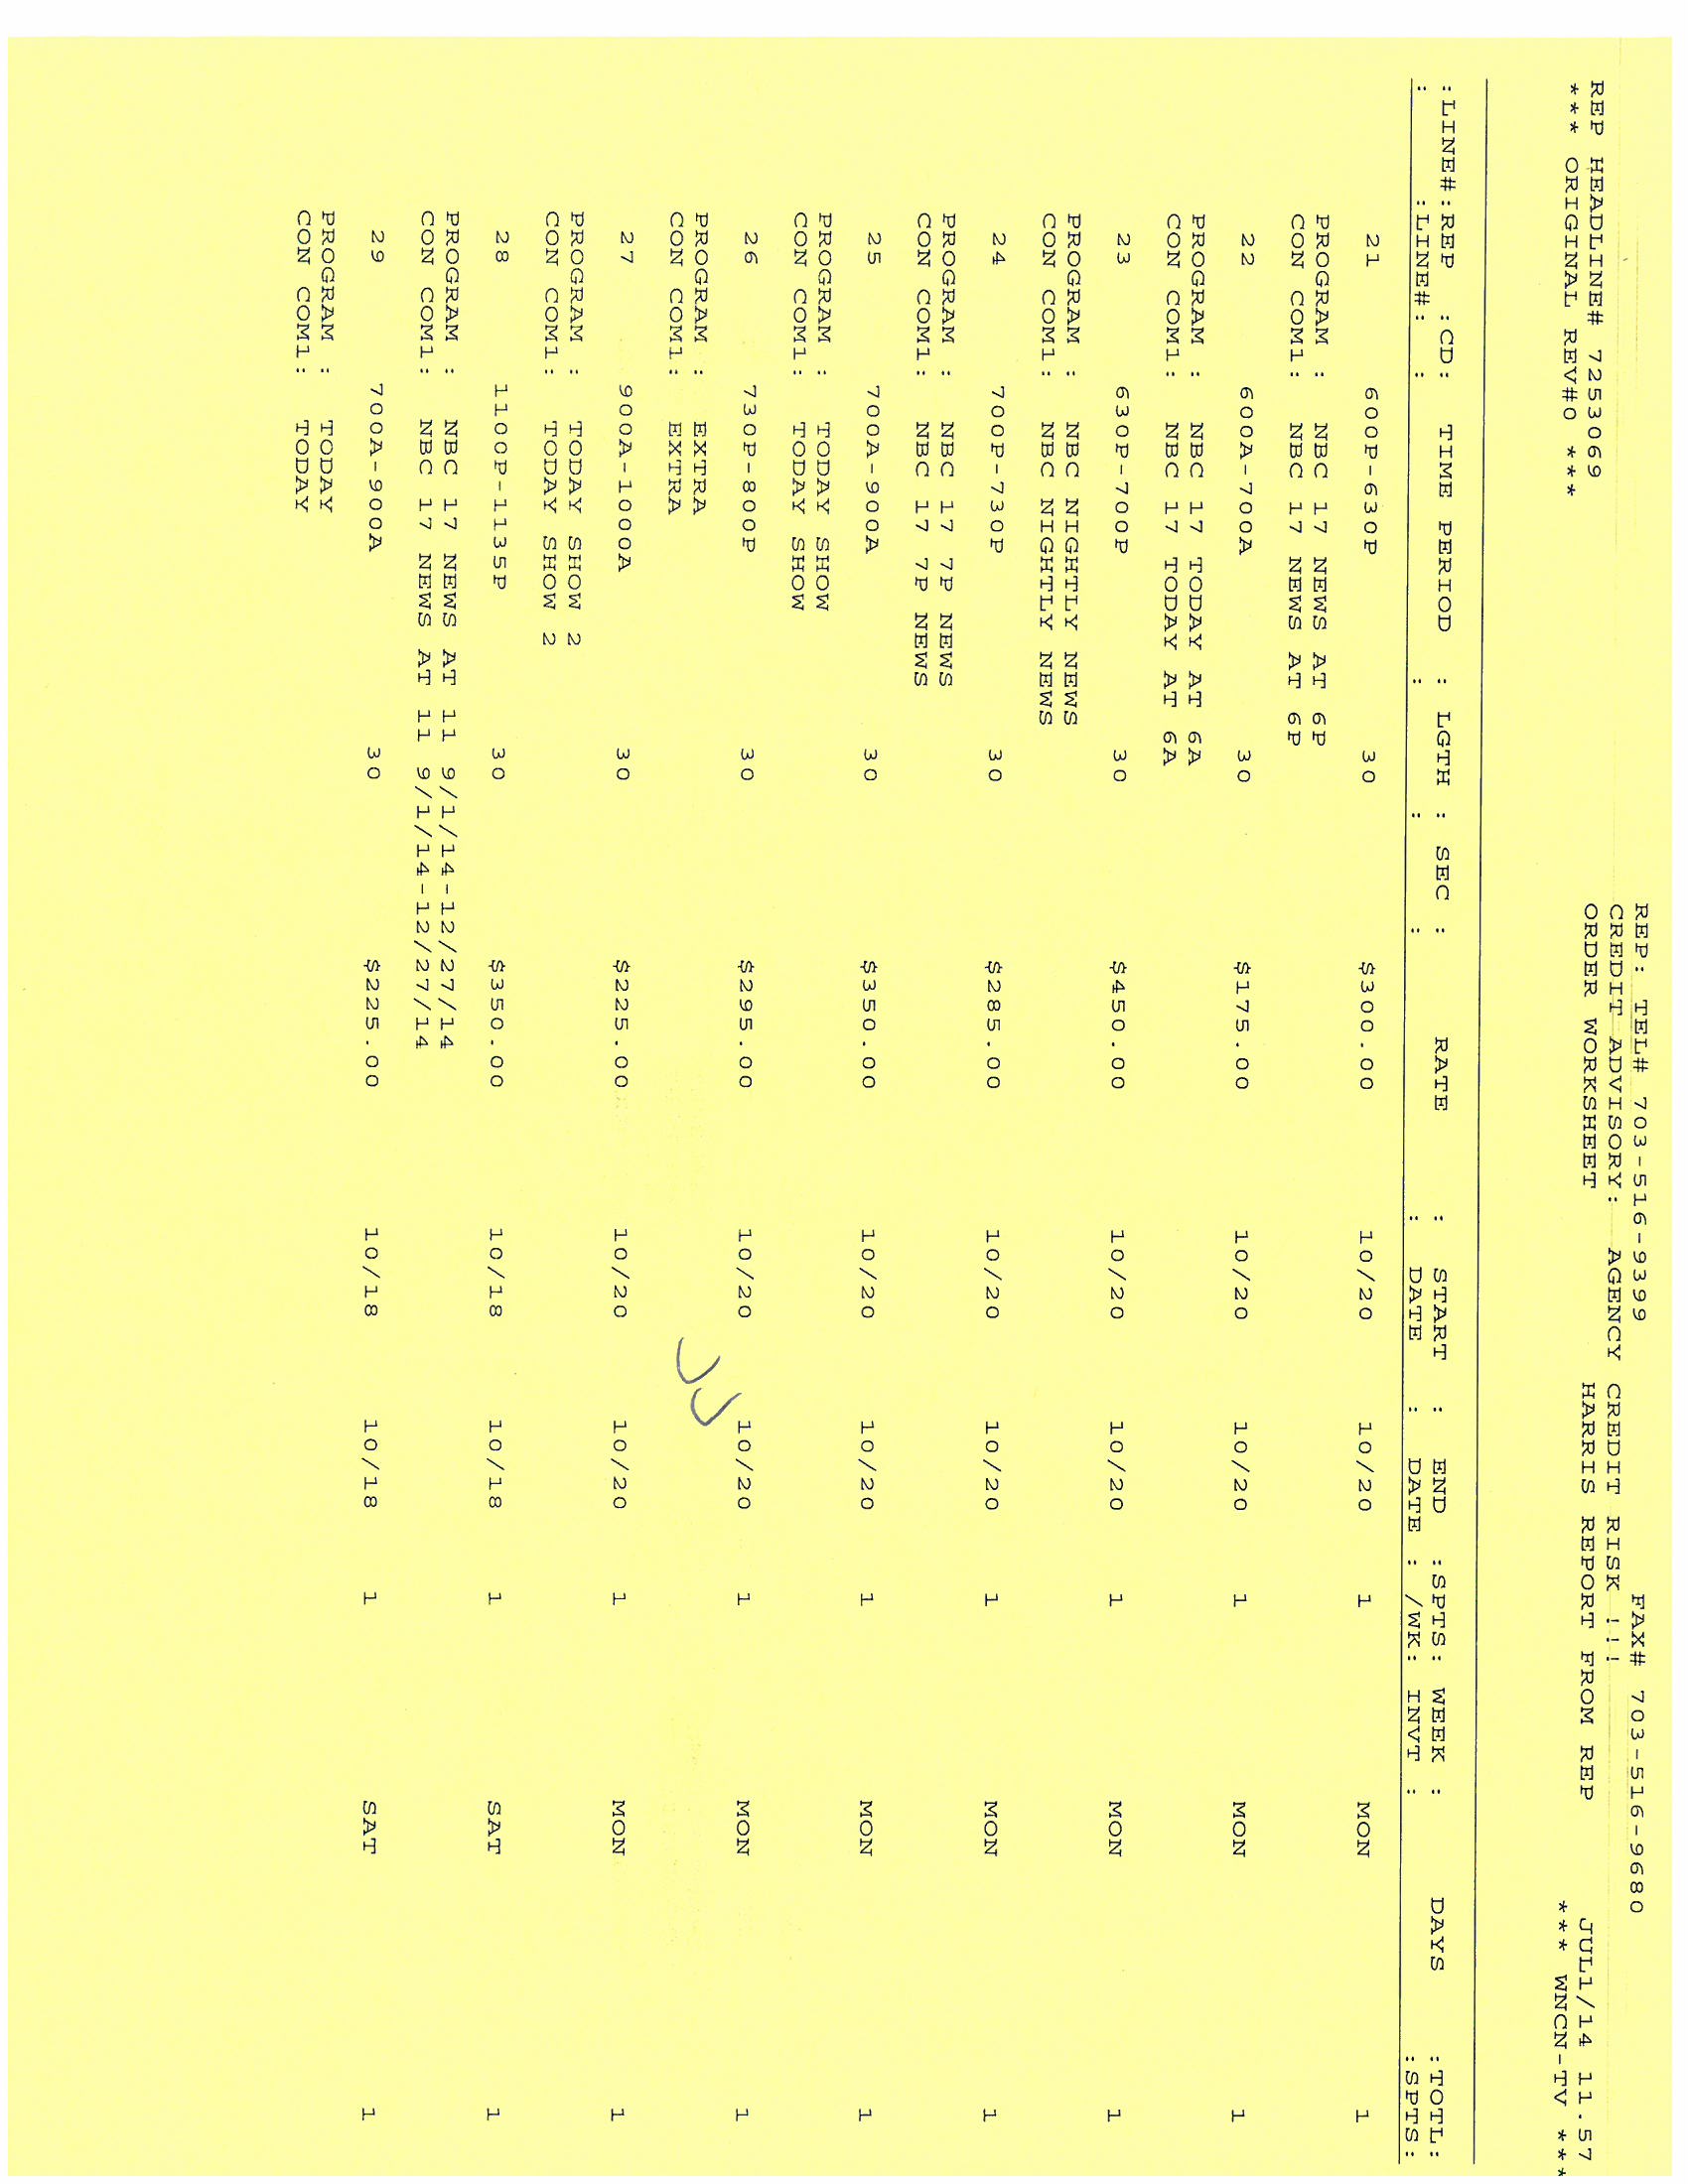 REP: TEL# 703-516-9399 FAX# 703-516-9680
CREDIT ADVISORY: AGENCY CREDIT RISK !!!
REP HEADLINE# 7253069 ORDER WORKSHEET HARRIS REPORT FROM REP JUL1/14 11.57
*** ORIGINAL REV#0 *** *** WNCN-TV ***
:LINE#:REP :CD: TIME PERIOD : LGTH : SEC : RATE : START : END :SPTS: WEEK : DAYS :TOTL:
: :LINE#: : : : : DATE : DATE : /WK: INVT : :SPTS:
21 600P-630P 30 $300.00 10/20 10/20 1 MON 1
PROGRAM : NBC 17 NEWS AT 6P
CON COM1: NBC 17 NEWS AT 6P
22 600A-700A 30 $175.00 10/20 10/20 1 MON 1
PROGRAM : NBC 17 TODAY AT 6A
CON COM1: NBC 17 TODAY AT 6A
23 630P-700P 30 $450.00 10/20 10/20 1 MON 1
PROGRAM : NBC NIGHTLY NEWS
CON COM1: NBC NIGHTLY NEWS
24 700P-730P 30 $285.00 10/20 10/20 1 MON 1
PROGRAM : NBC 17 7P NEWS
CON COM1: NBC 17 7P NEWS
25 700A-900A 30 $350.00 10/20 10/20 1 MON 1
PROGRAM : TODAY SHOW
CON COM1: TODAY SHOW
26 730P-800P 30 $295.00 10/20 10/20 1 MON 1
PROGRAM : EXTRA
CON COM1: EXTRA
27 900A-1000A 30 $225.00 10/20 10/20 1 MON 1
PROGRAM : TODAY SHOW 2
CON COM1: TODAY SHOW 2
28 1100P-1135P 30 $350.00 10/18 10/18 1 SAT 1
PROGRAM : NBC 17 NEWS AT 11 9/1/14-12/27/14
CON COM1: NBC 17 NEWS AT 11 9/1/14-12/27/14
29 700A-900A 30 $225.00 10/18 10/18 1 SAT 1
PROGRAM : TODAY
CON COM1: TODAY